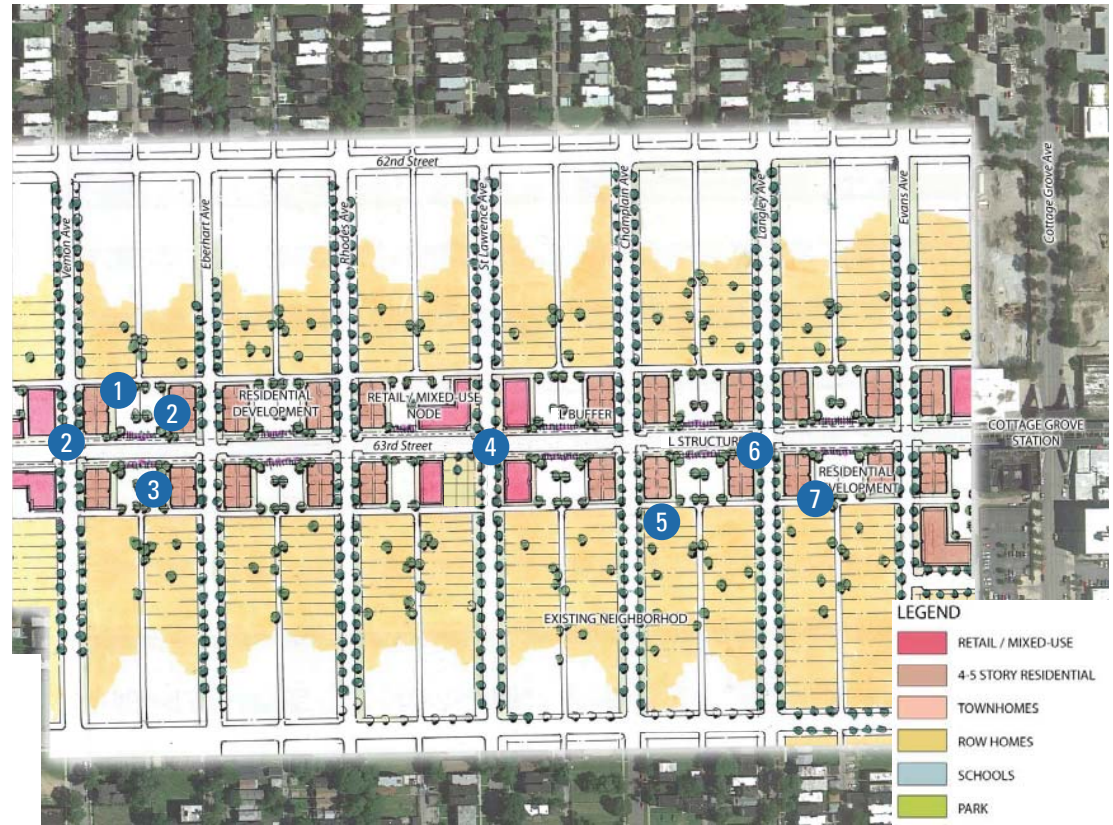 62nd Street
Vernon Ave
Eberhart Ave
Rhodes Ave
St Lawrence Ave
Champlain Ave
Langley Ave
Evans Ave
Cottage Grove Ave
1
2
RESIDENTIAL
DEVELOPMENT
RETAIL / MIXED-USE
NODE
L BUFFER
COTTAGE GROVE
STATION
2
63rd Street
4
L STRUCTURE
6
3
RESIDENTIAL
DEVELOPMENT
7
5
EXISTING NEIGHBORHOD
LEGEND
RETAIL / MIXED-USE
4-5 STORY RESIDENTIAL
TOWNHOMES
ROW HOMES
SCHOOLS
PARK